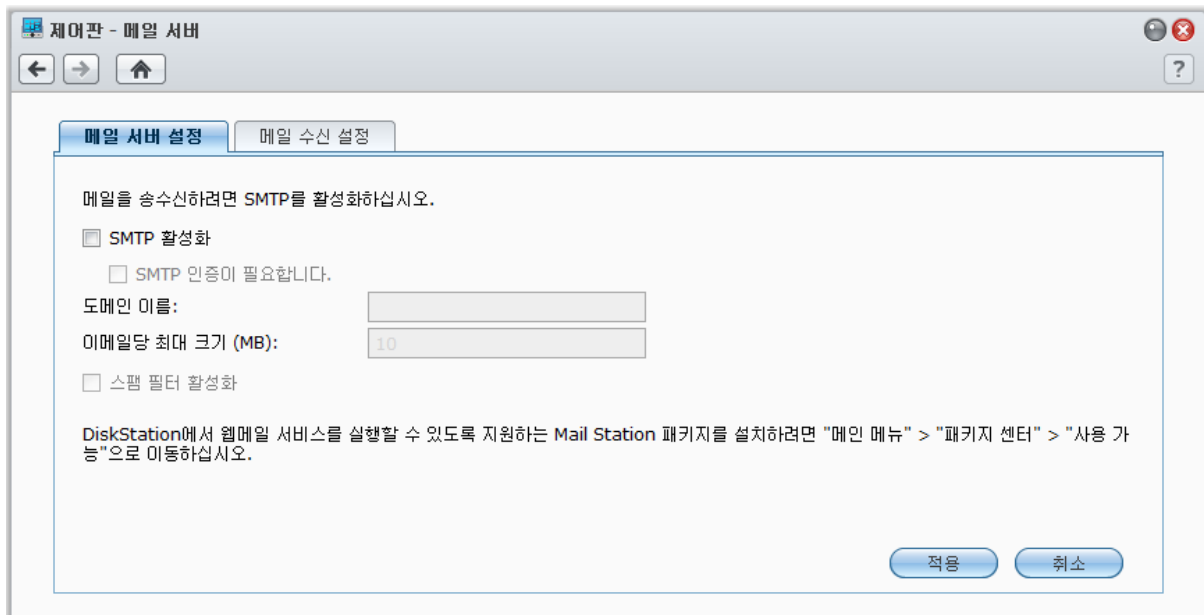 제어판 - 메일 서버
?
메일 서버 설정
메일 수신 설정
메일을 송수신하려면 SMTP를 활성화하십시오.
SMTP 활성화
SMTP 인증이 필요합니다.
도메인 이름:
이메일당 최대 크기 (MB):
10
스팸 필터 활성화
DiskStation에서 웹메일 서비스를 실행할 수 있도록 지원하는 Mail Station 패키지를 설치하려면 "메인 메뉴" > "패키지 센터" > "사용 가
능"으로 이동하십시오.
적용
취소